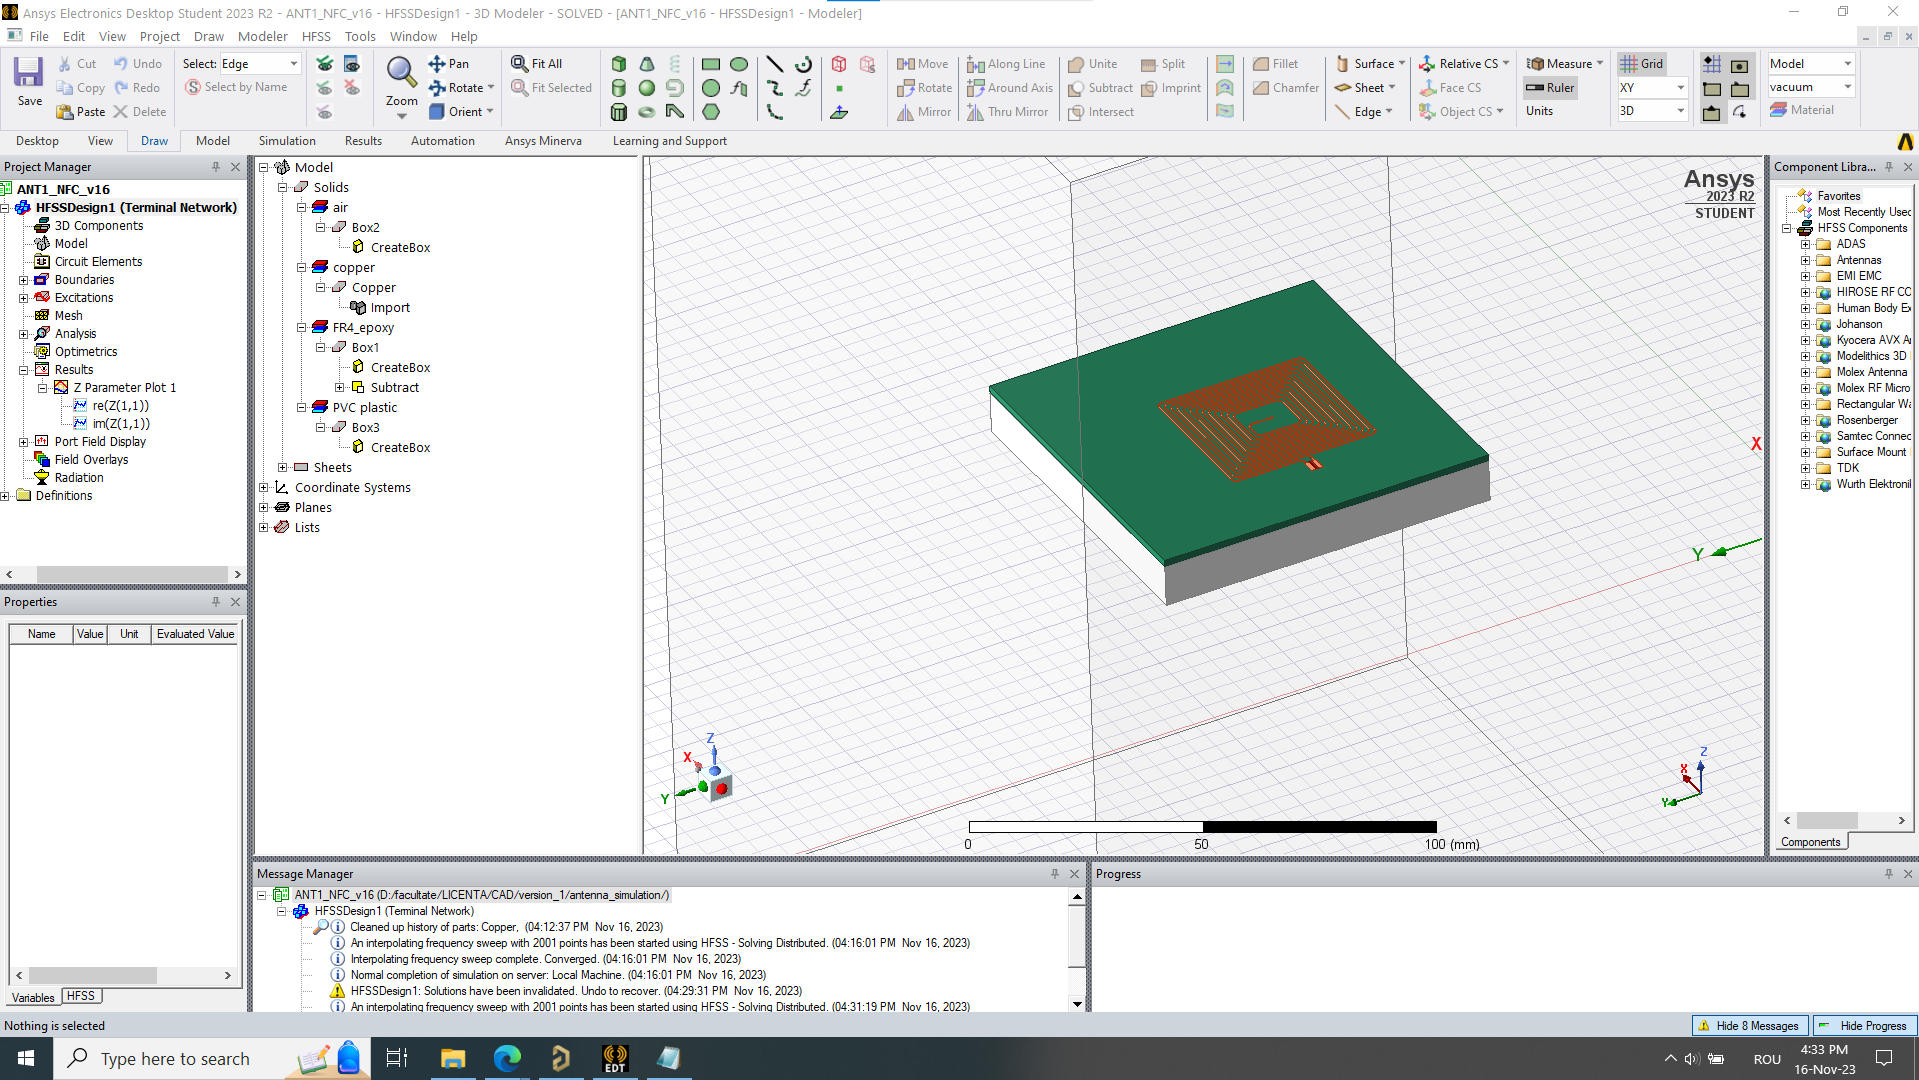 Ansys Electronics Desktop Student 2023 R2 - ANT1_NFC_v16 - HFSSDesign1 - 3D Modeler - SOLVED - [ANT1_NFC_v16 - HFSSDesign1 - Modeler]
File Edit View Project Draw Modeler HFSS Tools Window Help
Save
Cut Undo
Copy Redo
Paste Delete
Select: Edge
Select by Name
Zoom
Pan
Rotate
Orient
Fit All
Fit Selected
Move Along Line
Rotate Around Axis
Mirror Thru Mirror
Unite Split
Subtract Imprint
Intersect
Fillet
Chamfer
Surface
Sheet
Edge
Relative CS
Face CS
Object CS
Measure
Ruler
Units
Grid
XY
3D
Model
vacuum
Material
Desktop View Draw Model Simulation Results Automation Ansys Minerva Learning and Support
Project Manager
ANT1_NFC_v16
HFSSDesign1 (Terminal Network)
3D Components
Model
Circuit Elements
Boundaries
Excitations
Mesh
Analysis
Optimetrics
Results
Z Parameter Plot 1
re(Z(1,1))
im(Z(1,1))
Port Field Display
Field Overlays
Radiation
Definitions
Properties
Name Value Unit Evaluated Value
Variables HFSS
Model
Solids
air
Box2
CreateBox
copper
Copper
Import
FR4_epoxy
Box1
CreateBox
Subtract
PVC plastic
Box3
CreateBox
Sheets
Coordinate Systems
Planes
Lists
Ansys
2023 R2
STUDENT
X
Y
Z
X
Y
Z
X
Y
0 50 100 (mm)
Component Libra...
Favorites
Most Recently Used
HFSS Components
ADAS
Antennas
EMI EMC
HIROSE RF CO
Human Body Ex
Johanson
Kyocera AVX A
Modelithics 3D
Molex Antenna
Molex RF Micro
Rectangular Wa
Rosenberger
Samtec Connec
Surface Mount
TDK
Wurth Elektronil
Components
Message Manager
ANT1_NFC_v16 (D:/facultate/LICENTA/CAD/version_1/antenna_simulation/)
HFSSDesign1 (Terminal Network)
Cleaned up history of parts: Copper, (04:12:37 PM Nov 16, 2023)
An interpolating frequency sweep with 2001 points has been started using HFSS - Solving Distributed. (04:16:01 PM Nov 16, 2023)
Interpolating frequency sweep complete. Converged. (04:16:01 PM Nov 16, 2023)
Normal completion of simulation on server: Local Machine. (04:16:01 PM Nov 16, 2023)
HFSSDesign1: Solutions have been invalidated. Undo to recover. (04:29:31 PM Nov 16, 2023)
An interpolating frequency sweep with 2001 points has been started using HFSS - Solving Distributed. (04:31:19 PM Nov 16, 2023)
Progress
Nothing is selected
Hide 8 Messages Hide Progress
Type here to search
EDT
ROU
4:33 PM
16-Nov-23